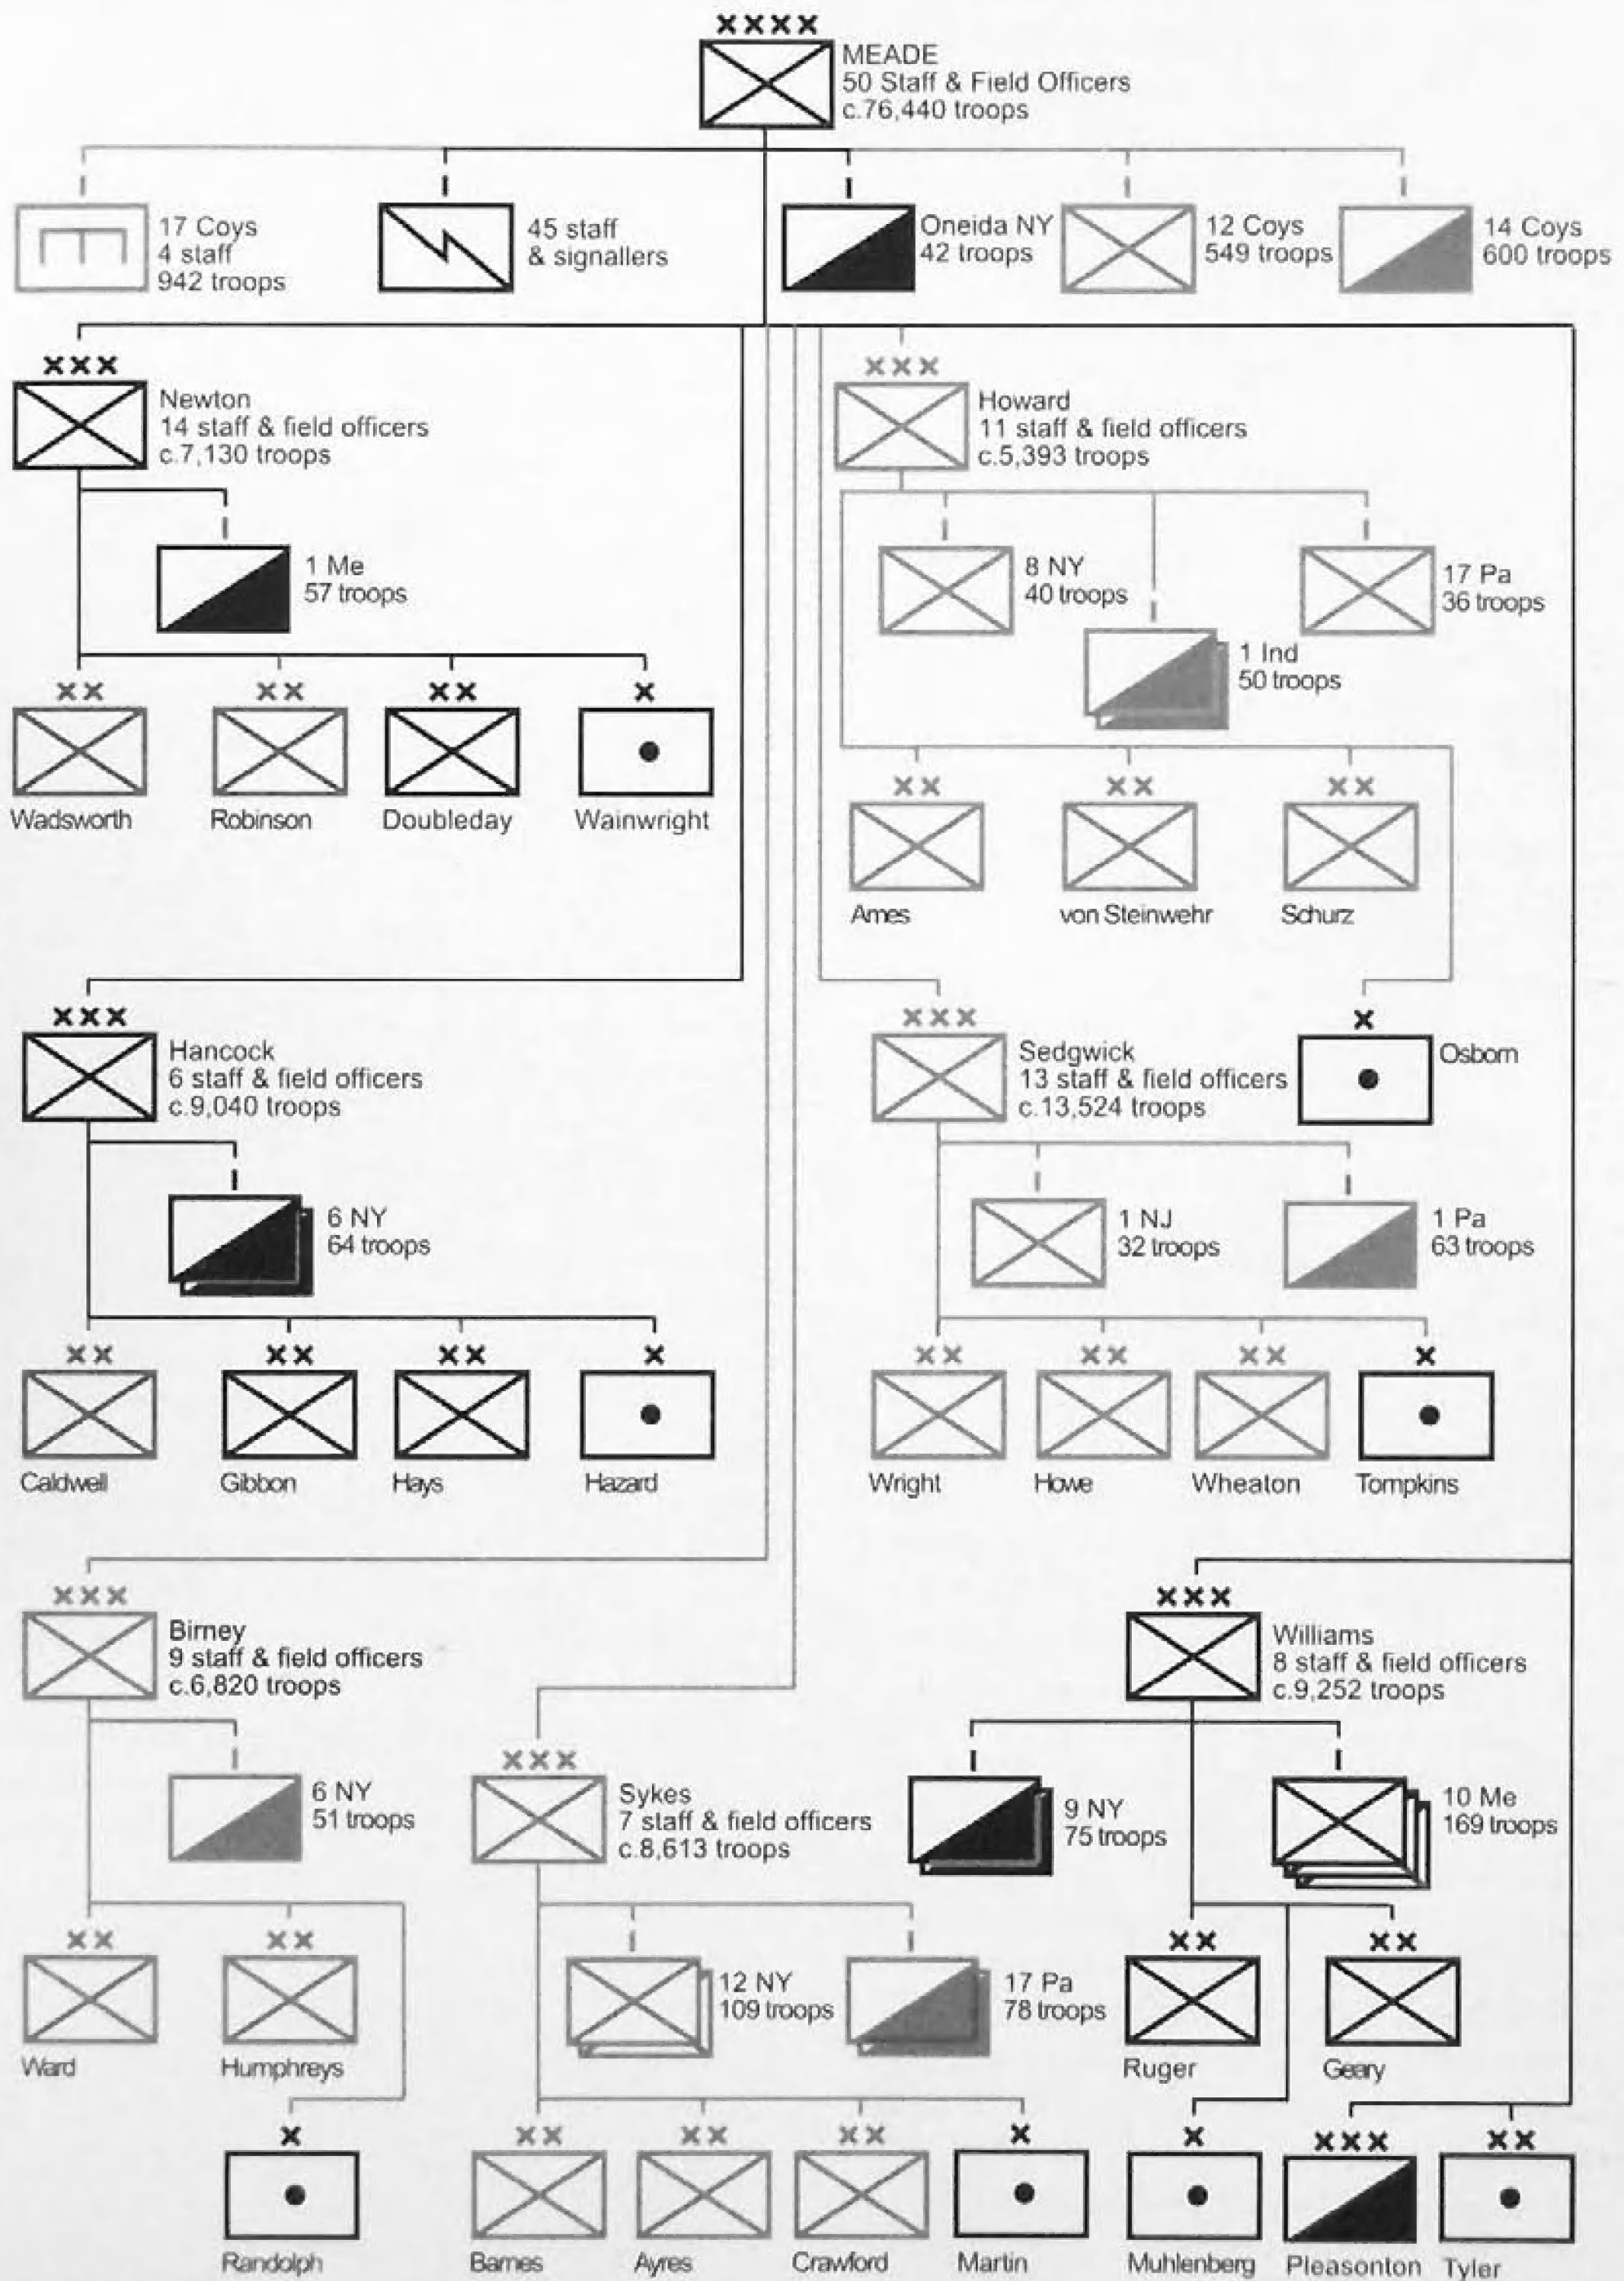 MEADE
50 Staff & Field Officers
c.76,440 troops
17 Coys
4 staff
942 troops
45 staff
& signallers
Oneida NY
42 troops
12 Coys
549 troops
14 Coys
600 troops
Newton
14 staff & field officers
c.7,130 troops
1 Me
57 troops
Wadsworth
Robinson
Doubleday
Wainwright
Howard
11 staff & field officers
c.5,393 troops
8 NY
40 troops
1 Ind
50 troops
17 Pa
36 troops
Ames
von Steinwehr
Schurz
Osborn
Hancock
6 staff & field officers
c.9,040 troops
6 NY
64 troops
Caldwell
Gibbon
Hays
Hazard
Sedgwick
13 staff & field officers
c.13,524 troops
1 NJ
32 troops
1 Pa
63 troops
Wright
Howe
Wheaton
Tompkins
Birney
9 staff & field officers
c.6,820 troops
6 NY
51 troops
Ward
Humphreys
Randolph
Sykes
7 staff & field officers
c.8,613 troops
12 NY
109 troops
17 Pa
78 troops
Barnes
Ayres
Crawford
Martin
Williams
8 staff & field officers
c.9,252 troops
9 NY
75 troops
10 Me
169 troops
Ruger
Geary
Muhlenberg
Pleasonton
Tyler